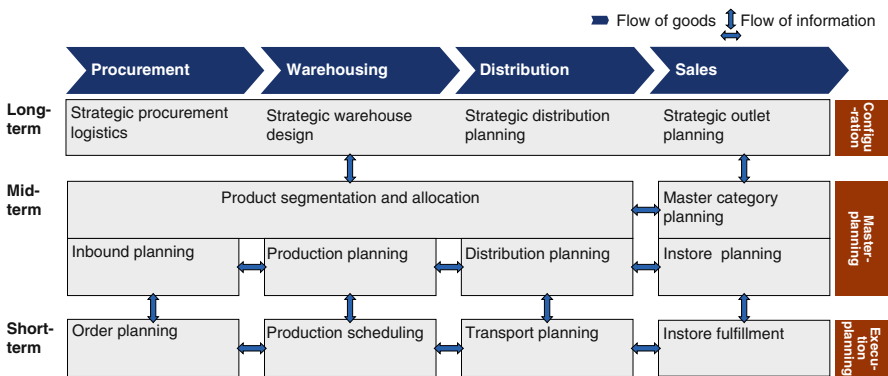 Flow of goods
Flow of information
Procurement
Warehousing
Distribution
Sales
Long-
term
Strategic procurement
logistics
Strategic warehouse
design
Strategic distribution
planning
Strategic outlet
planning
Configu
-ration
Mid-
term
Product segmentation and allocation
Master category
planning
Master-
planning
Inbound planning
Production planning
Distribution planning
Instore planning
Short-
term
Order planning
Production scheduling
Transport planning
Instore fulfillment
Execu-
tion
planning